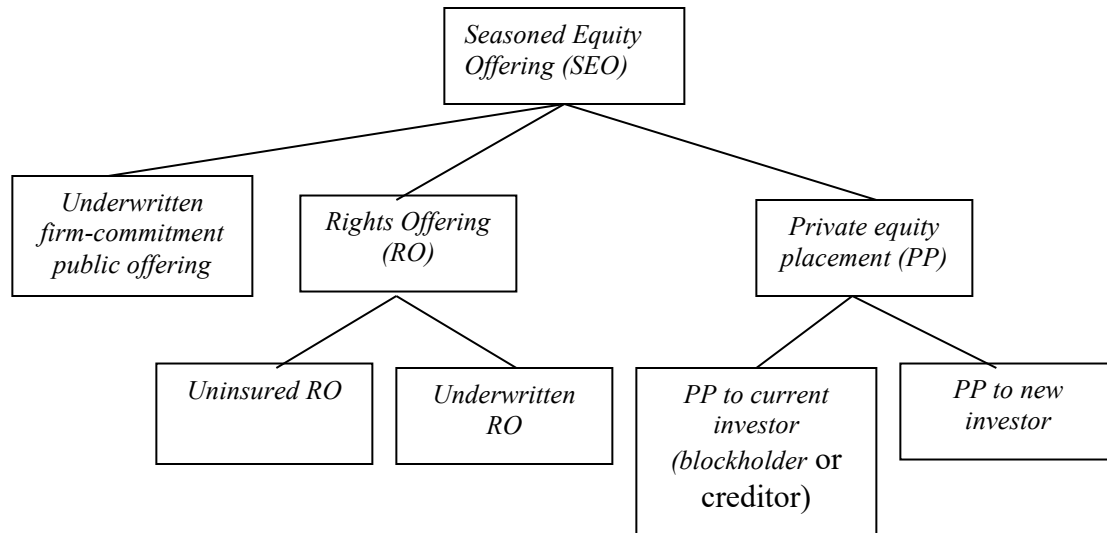 Seasoned Equity
Offering (SEO)
Underwritten
firm-commitment
public offering
Rights Offering
(RO)
Private equity
placement (PP)
Uninsured RO
Underwritten
RO
PP to current
investor
(blockholder or
creditor)
PP to new
investor